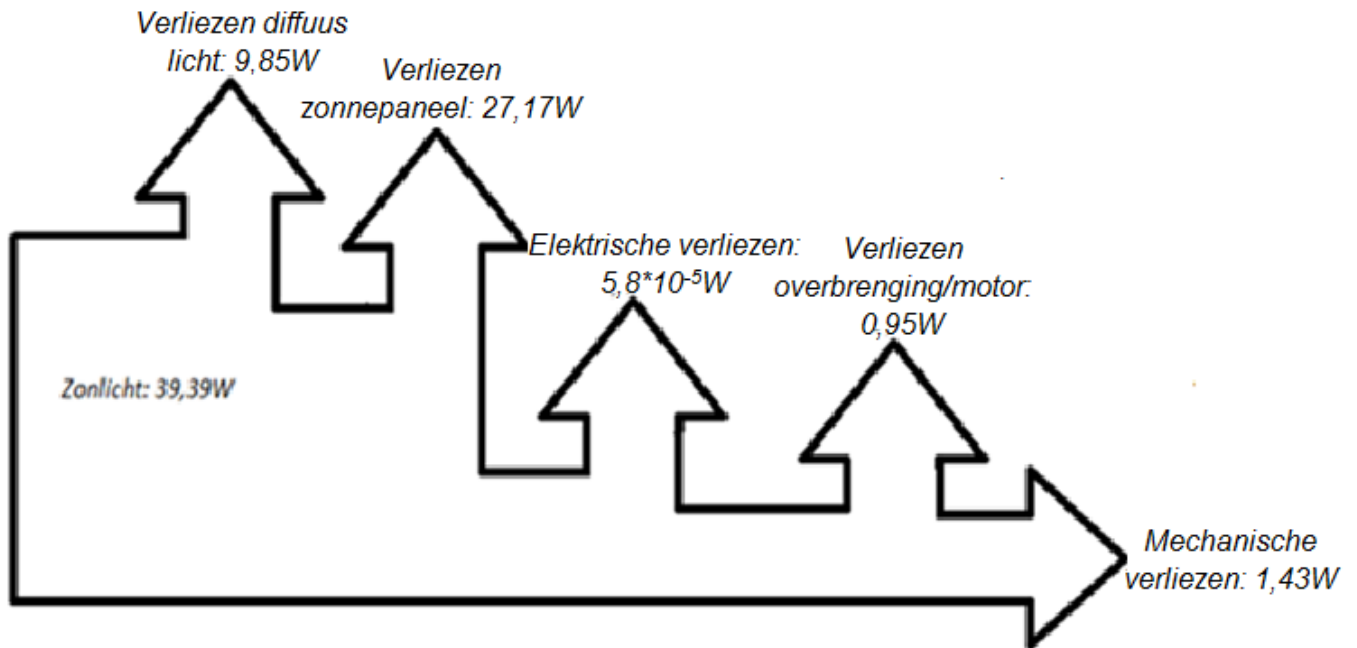 Verliezen diffuus
licht: 9,85W
Verliezen
zonnepaneel: 27,17W
Elektrische verliezen:
5,8*10⁻⁵W
Verliezen
overbrenging/motor:
0,95W
Zonlicht: 39,39W
Mechanische
verliezen: 1,43W